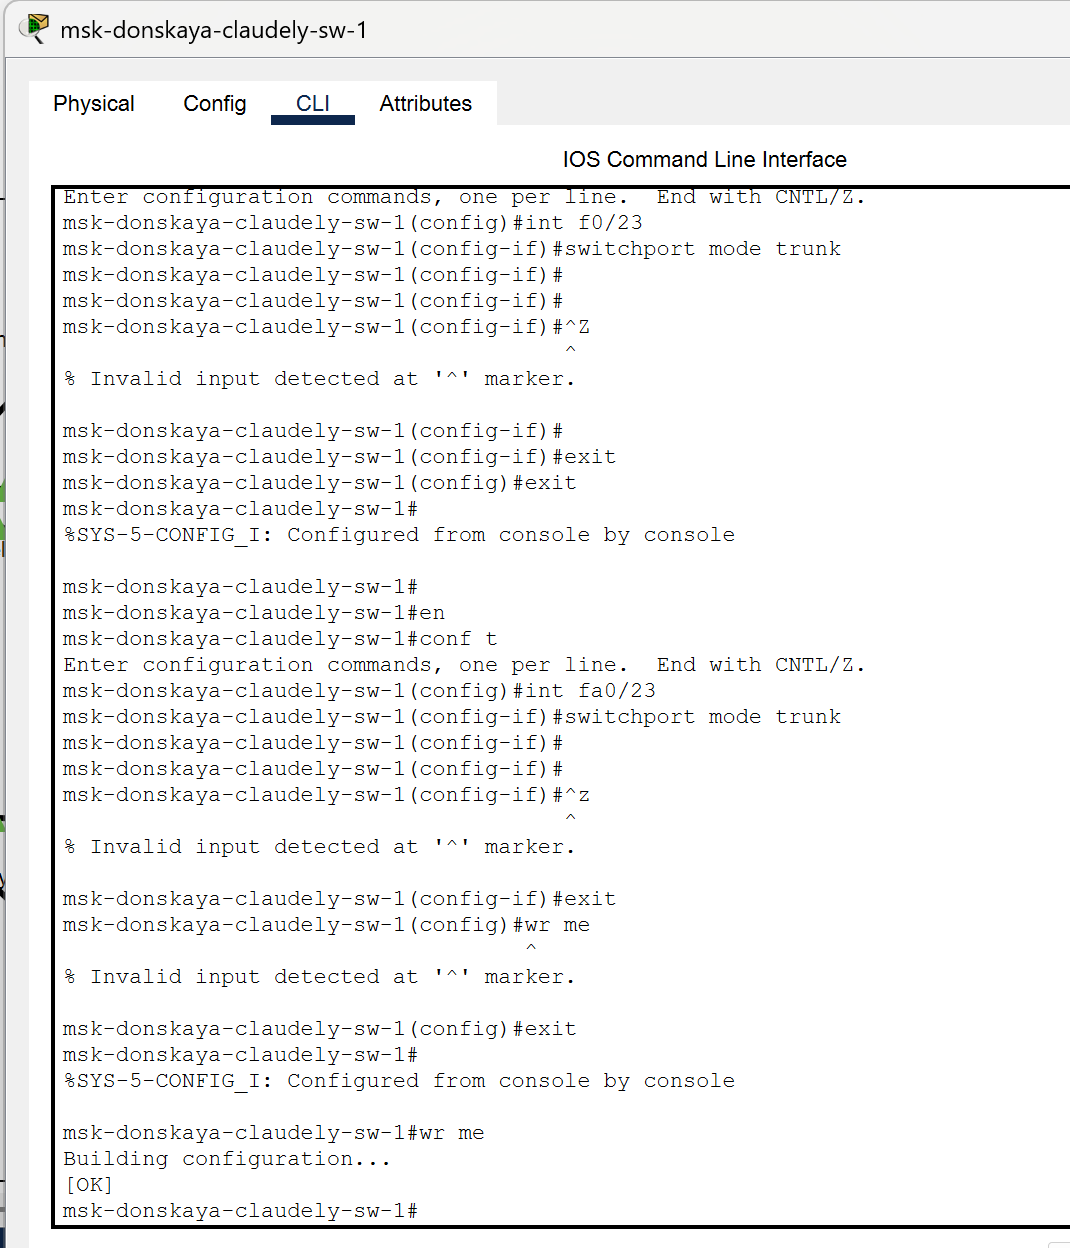 msk-donskaya-claudely-sw-1
Physical Config CLI Attributes
IOS Command Line Interface
Enter configuration commands, one per line.  End with CNTL/Z.
msk-donskaya-claudely-sw-1(config)#int f0/23
msk-donskaya-claudely-sw-1(config-if)#switchport mode trunk
msk-donskaya-claudely-sw-1(config-if)#
msk-donskaya-claudely-sw-1(config-if)#
msk-donskaya-claudely-sw-1(config-if)#^Z
^
% Invalid input detected at '^' marker.
msk-donskaya-claudely-sw-1(config-if)#
msk-donskaya-claudely-sw-1(config-if)#exit
msk-donskaya-claudely-sw-1(config)#exit
msk-donskaya-claudely-sw-1#
%SYS-5-CONFIG_I: Configured from console by console
msk-donskaya-claudely-sw-1#
msk-donskaya-claudely-sw-1#en
msk-donskaya-claudely-sw-1#conf t
Enter configuration commands, one per line.  End with CNTL/Z.
msk-donskaya-claudely-sw-1(config)#int fa0/23
msk-donskaya-claudely-sw-1(config-if)#switchport mode trunk
msk-donskaya-claudely-sw-1(config-if)#
msk-donskaya-claudely-sw-1(config-if)#
msk-donskaya-claudely-sw-1(config-if)#^z
^
% Invalid input detected at '^' marker.
msk-donskaya-claudely-sw-1(config-if)#exit
msk-donskaya-claudely-sw-1(config)#wr me
^
% Invalid input detected at '^' marker.
msk-donskaya-claudely-sw-1(config)#exit
msk-donskaya-claudely-sw-1#
%SYS-5-CONFIG_I: Configured from console by console
msk-donskaya-claudely-sw-1#wr me
Building configuration...
[OK]
msk-donskaya-claudely-sw-1#